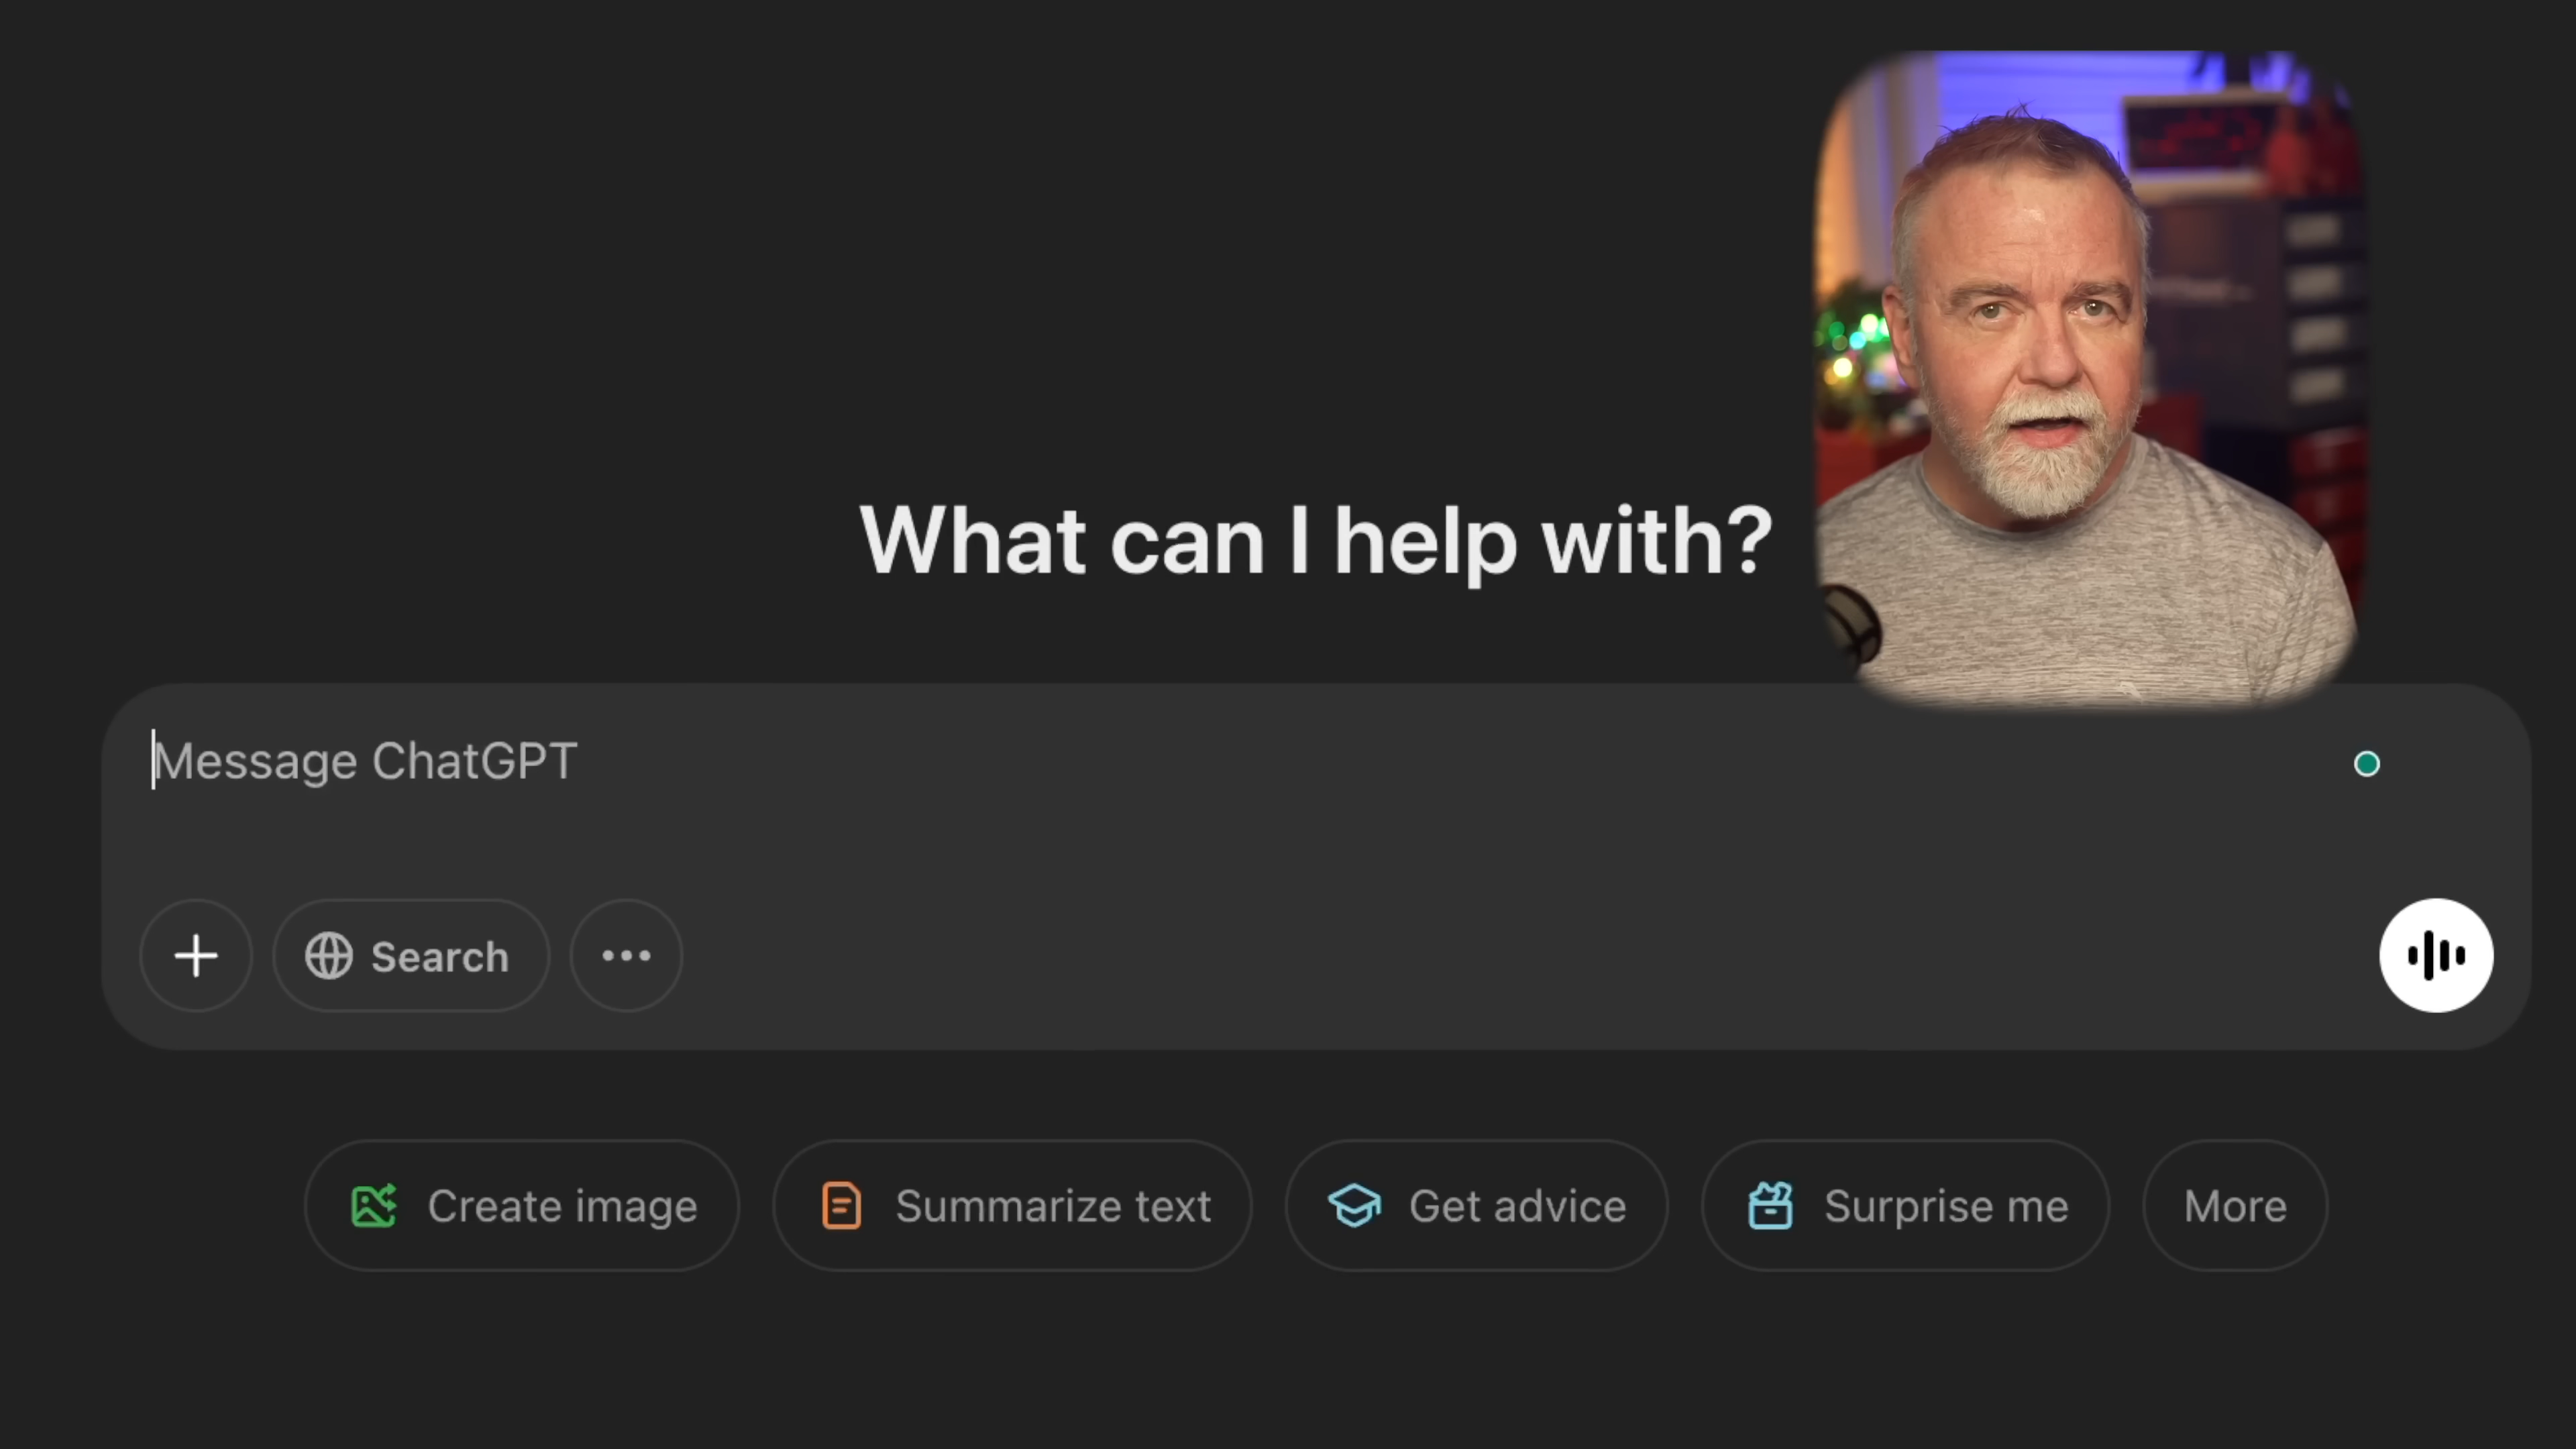 What can I help with?
Message ChatGPT
Search
Create image
Summarize text
Get advice
Surprise me
More